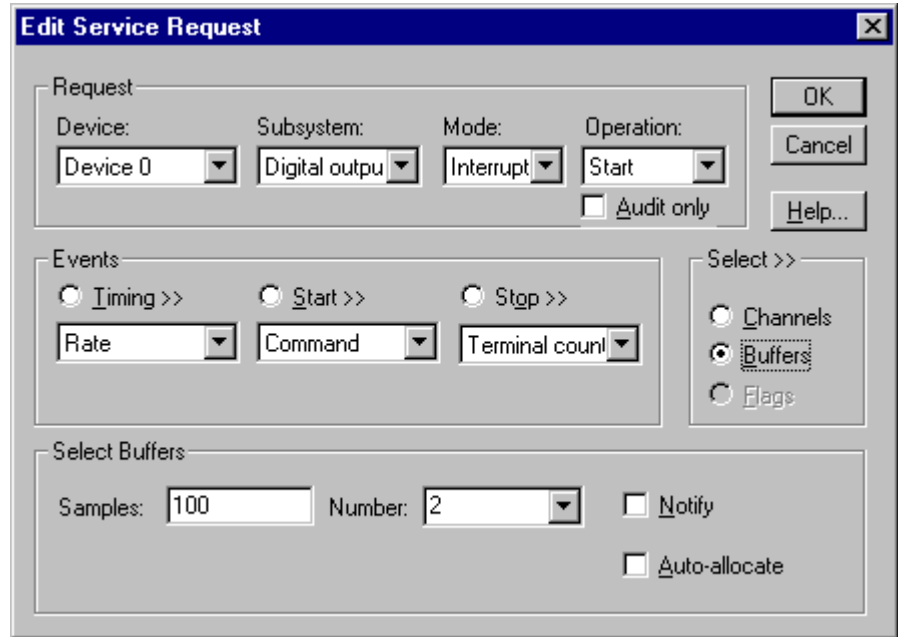 Edit Service Request
Request
OK
Device: Subsystem: Mode: Operation:
Device 0 Digital outpu Interrupt Start
Cancel
Audit only
Help...
Events
Select >>
Timing >> Start >> Stop >>
Channels
Rate Command Terminal count
Buffers
Flags
Select Buffers
Samples: 100 Number: 2 Notify
Auto-allocate